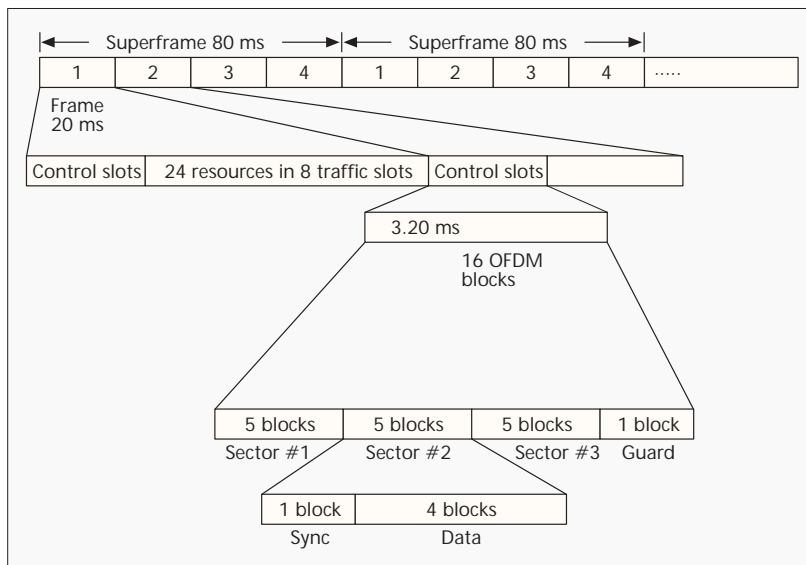 Superframe 80 ms Superframe 80 ms
1 2 3 4 1 2 3 4 .....
Frame
20 ms
Control slots 24 resources in 8 traffic slots Control slots
3.20 ms
16 OFDM
blocks
5 blocks 5 blocks 5 blocks 1 block
Sector #1 Sector #2 Sector #3 Guard
1 block 4 blocks
Sync Data